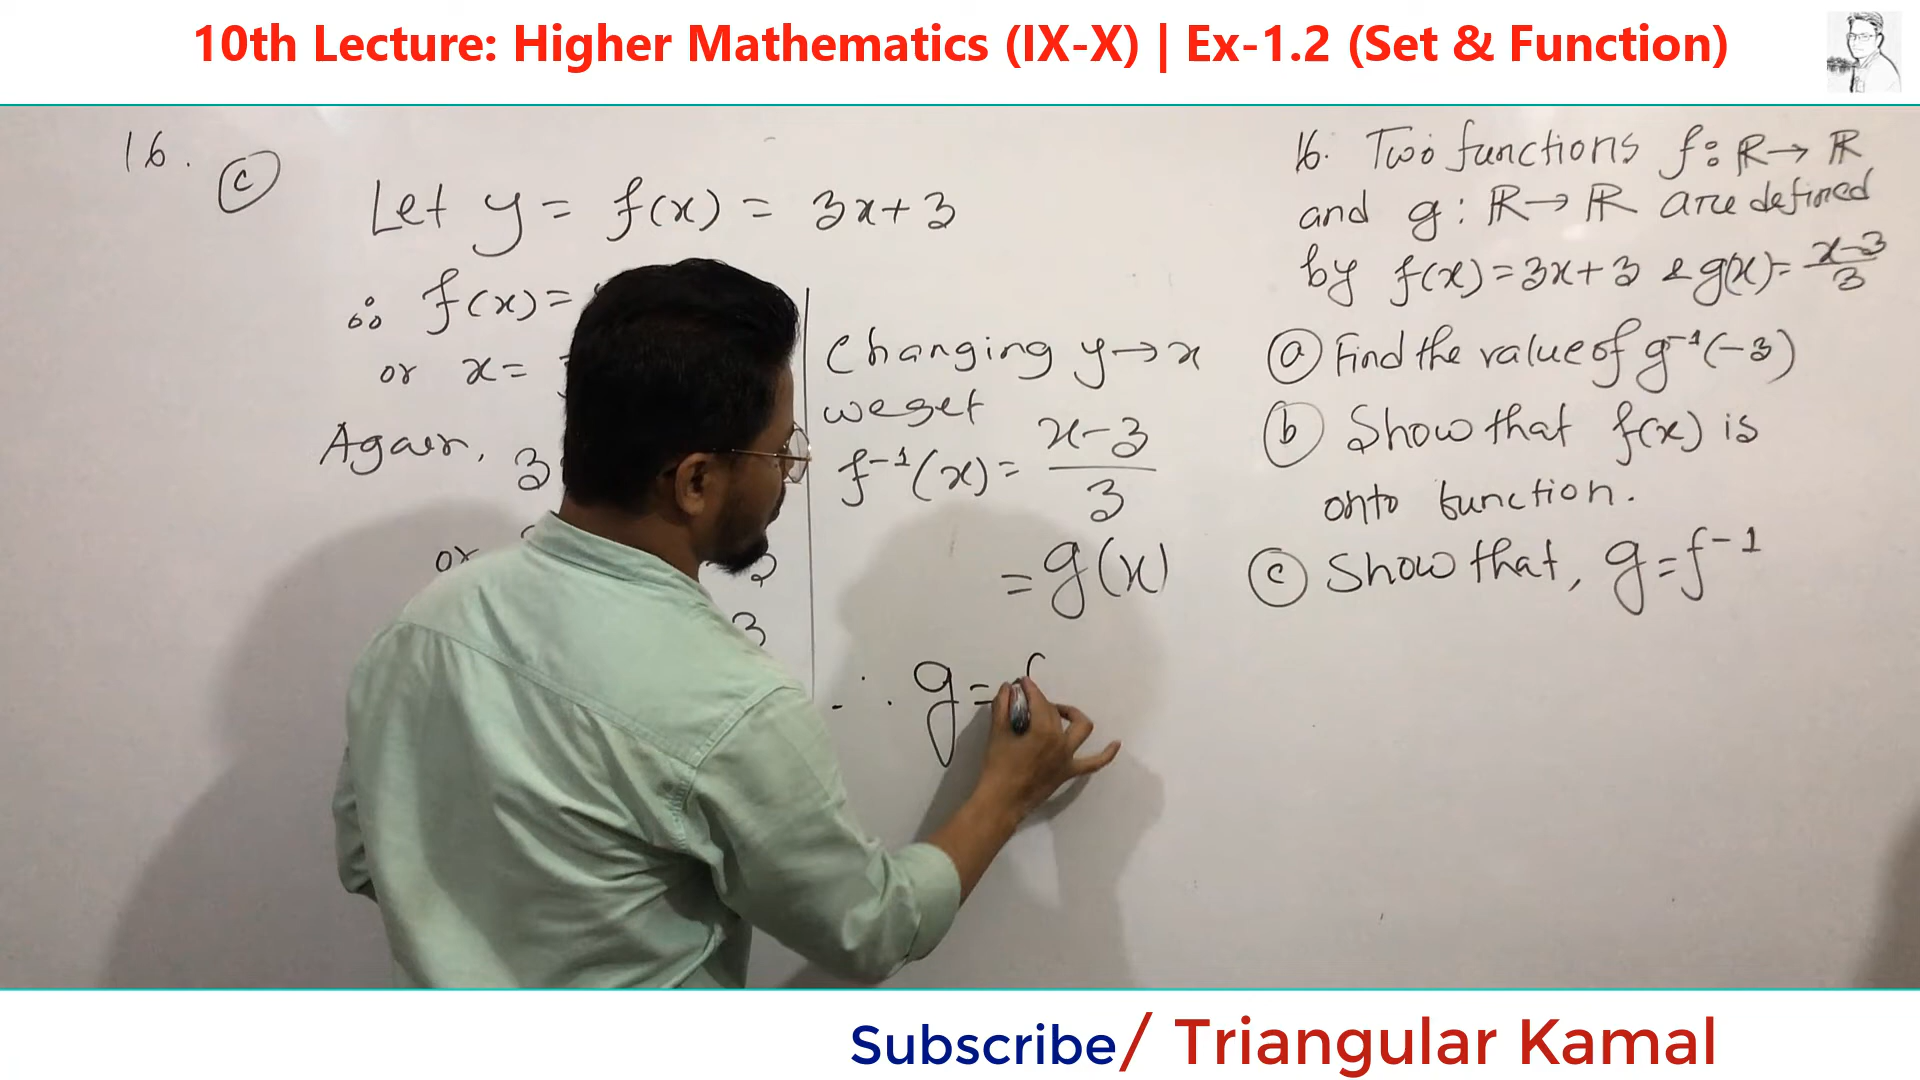 10th Lecture: Higher Mathematics (IX-X) | Ex-1.2 (Set & Function)
16.
(c)
Let y = f(x) = 3x+3
∴ f(x)=
or x=
Again, 3
or
2
3
Changing y→x
we get
f⁻¹(x)= (x-3)/3
= g(x)
∴ g=f
16. Two functions f: ℝ→ ℝ
and g: ℝ→ ℝ are defined
by f(x)=3x+3 & g(x)= (x-3)/3
(a) Find the value of g⁻¹(-3)
(b) Show that f(x) is
onto function.
(c) Show that, g=f⁻¹
Subscribe/ Triangular Kamal